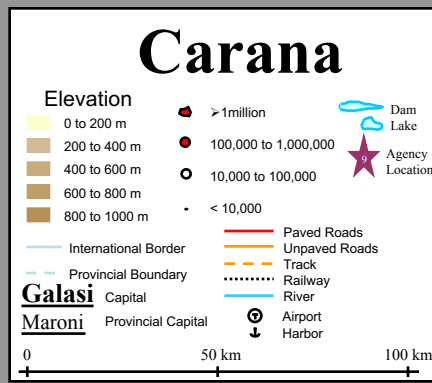 Carana
Elevation
0 to 200 m
200 to 400 m
400 to 600 m
600 to 800 m
800 to 1000 m
➢1million
100,000 to 1,000,000
10,000 to 100,000
< 10,000
Dam
Lake
9
Agency
Location
International Border
Provincial Boundary
Galasi Capital
Maroni Provincial Capital
Paved Roads
Unpaved Roads
Track
Railway
River
Airport
Harbor
0 50 km 100 km